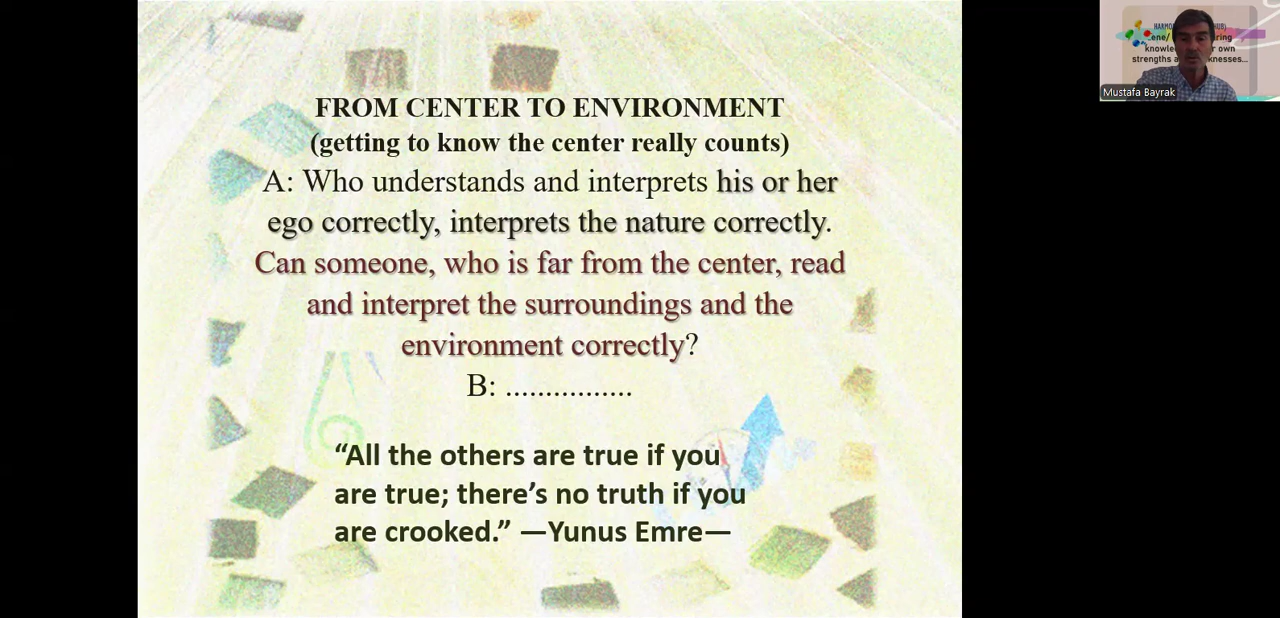 FROM CENTER TO ENVIRONMENT
(getting to know the center really counts)
A: Who understands and interprets his or her
ego correctly, interprets the nature correctly.
Can someone, who is far from the center, read
and interpret the surroundings and the
environment correctly?
B: ................
“All the others are true if you
are true; there’s no truth if you
are crooked.” —Yunus Emre—
strengths
Mustafa Bayrak